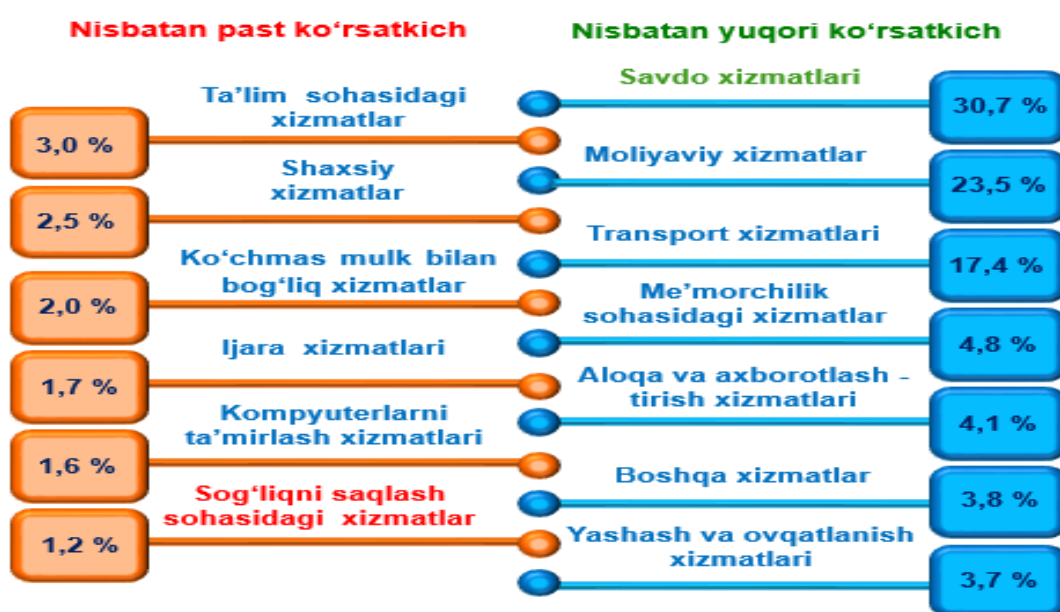 Nisbatan past ko‘rsatkich
Ta’lim sohasidagi
xizmatlar
3,0 %
Shaxsiy
xizmatlar
2,5 %
Ko‘chmas mulk bilan
bog‘liq xizmatlar
2,0 %
Ijara xizmatlari
1,7 %
Kompyuterlarni
ta’mirlash xizmatlari
1,6 %
Sog‘liqni saqlash
sohasidagi xizmatlar
1,2 %
Nisbatan yuqori ko‘rsatkich
Savdo xizmatlari
30,7 %
Moliyaviy xizmatlar
23,5 %
Transport xizmatlari
17,4 %
Me’morchilik
sohasidagi xizmatlar
4,8 %
Aloqa va axborotlash -
tirish xizmatlari
4,1 %
Boshqa xizmatlar
3,8 %
Yashash va ovqatlanish
xizmatlari
3,7 %